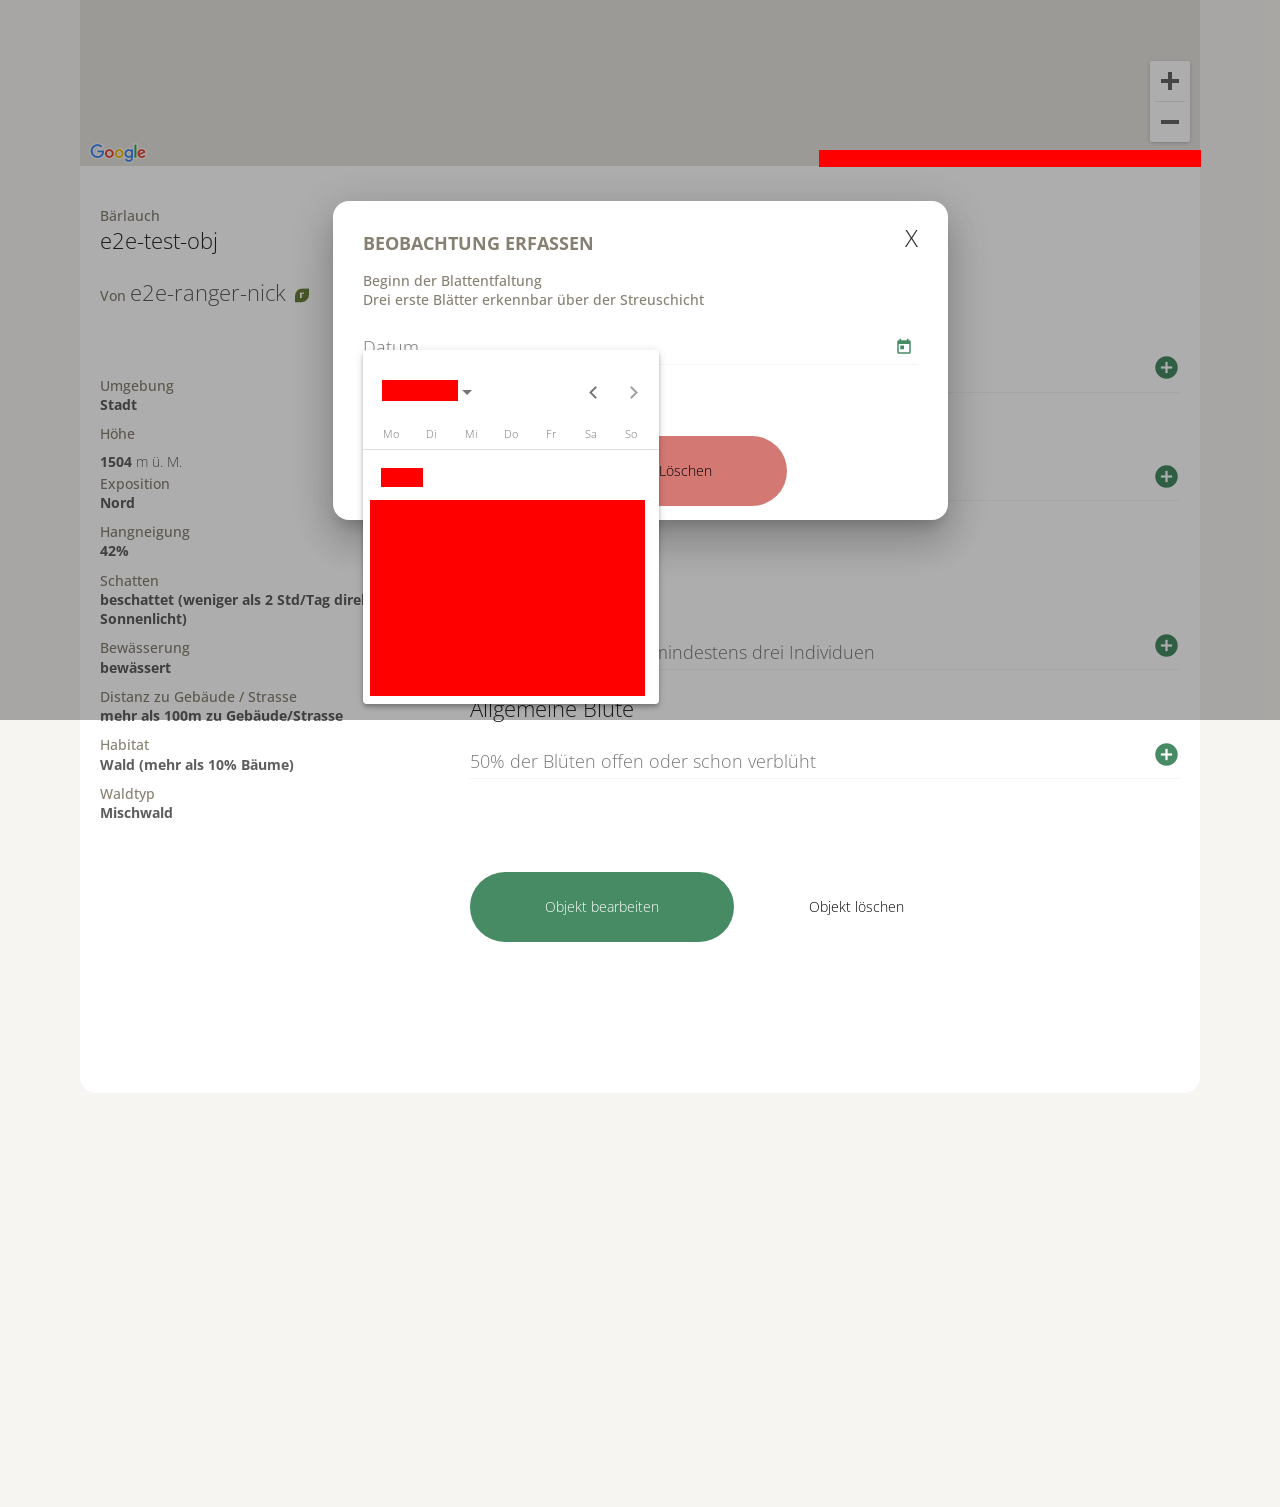 Google
Bärlauch
e2e-test-obj
Von e2e-ranger-nick
Umgebung
Stadt
Höhe
1504 m ü. M.
Exposition
Nord
Hangneigung
42%
Schatten
beschattet (weniger als 2 Std/Tag
Sonnenlicht)
Bewässerung
bewässert
Distanz zu Gebäude / Strasse
mehr als 100m zu Gebäude/Strasse
Habitat
Wald (mehr als 10% Bäume)
Waldtyp
Mischwald
BEOBACHTUNG ERFASSEN
X
Beginn der Blattentfaltung
Drei erste Blätter erkennbar über der Streuschicht
Datum
Mo Di Mi Do Fr Sa So
Löschen
mindestens drei Individuen
Allgemeine Blüte
50% der Blüten offen oder schon verblüht
Objekt bearbeiten
Objekt löschen